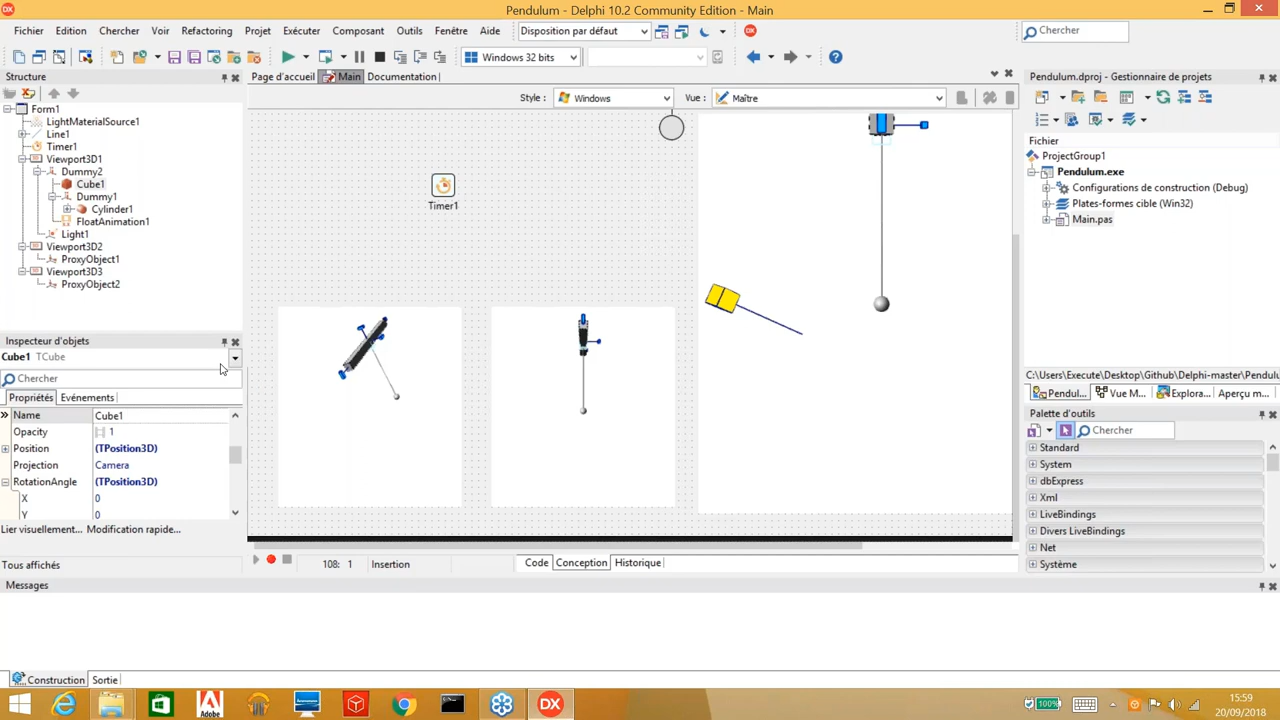 Pendulum - Delphi 10.2 Community Edition - Main
Fichier Edition Chercher Voir Refactoring Projet Exécuter Composant Outils Fenêtre Aide Disposition par défaut Chercher
Windows 32 bits
Structure
Page d'accueil Main Documentation
Pendulum.dproj - Gestionnaire de projets
Style : Windows Vue : Maître
Form1
LightMaterialSource1
Line1
Timer1
Viewport3D1
Dummy2
Cube1
Dummy1
Cylinder1
FloatAnimation1
Light1
Viewport3D2
ProxyObject1
Viewport3D3
ProxyObject2
Timer1
Fichier
ProjectGroup1
Pendulum.exe
Configurations de construction (Debug)
Plates-formes cible (Win32)
Main.pas
Inspecteur d'objets
Cube1 TCube
Chercher
Propriétés Evénements
Name Cube1
Opacity 1
Position (TPosition3D)
Projection Camera
RotationAngle (TPosition3D)
X 0
Y 0
Lier visuellement... Modification rapide...
Tous affichés
108: 1 Insertion Code Conception Historique
C:\Users\Execute\Desktop\Github\Delphi-master\Pendulu
Pendul... Vue M... Explora... Aperçu m...
Palette d'outils
Chercher
Standard
System
dbExpress
Xml
LiveBindings
Divers LiveBindings
Net
Système
Messages
Construction Sortie
Adobe
DX
100%
15:59
20/09/2018